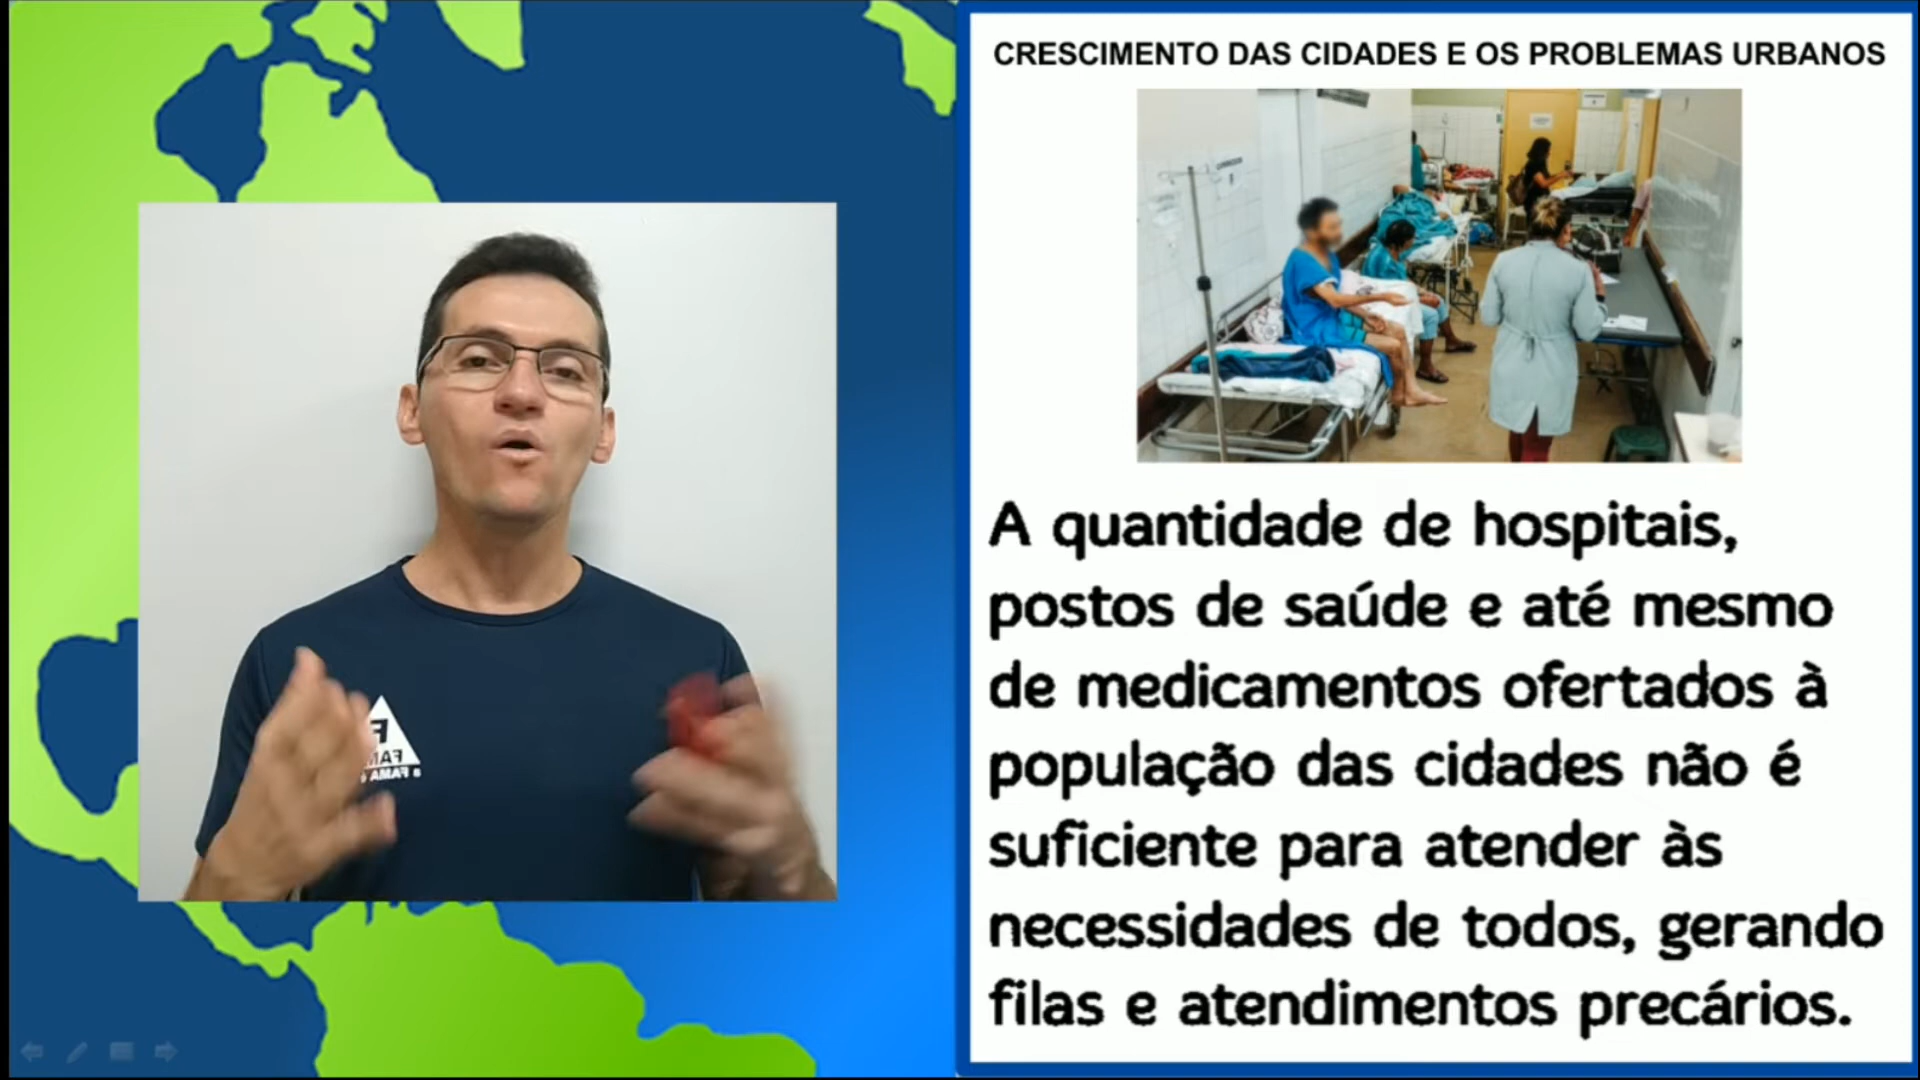 CRESCIMENTO DAS CIDADES E OS PROBLEMAS URBANOS
A quantidade de hospitais,
postos de saúde e até mesmo
de medicamentos ofertados à
população das cidades não é
suficiente para atender às
necessidades de todos, gerando
filas e atendimentos precários.